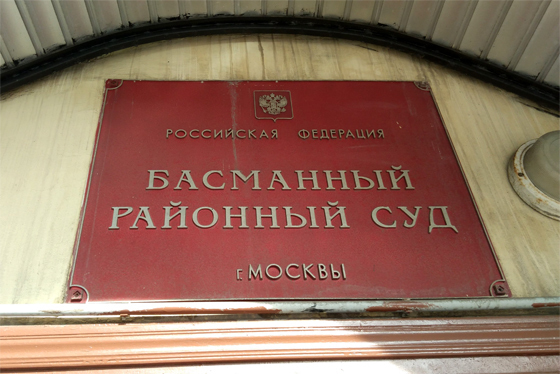 РОССИЙСКАЯ ФЕДЕРАЦИЯ
БАСМАННЫЙ
РАЙОННЫЙ СУД
г. МОСКВЫ